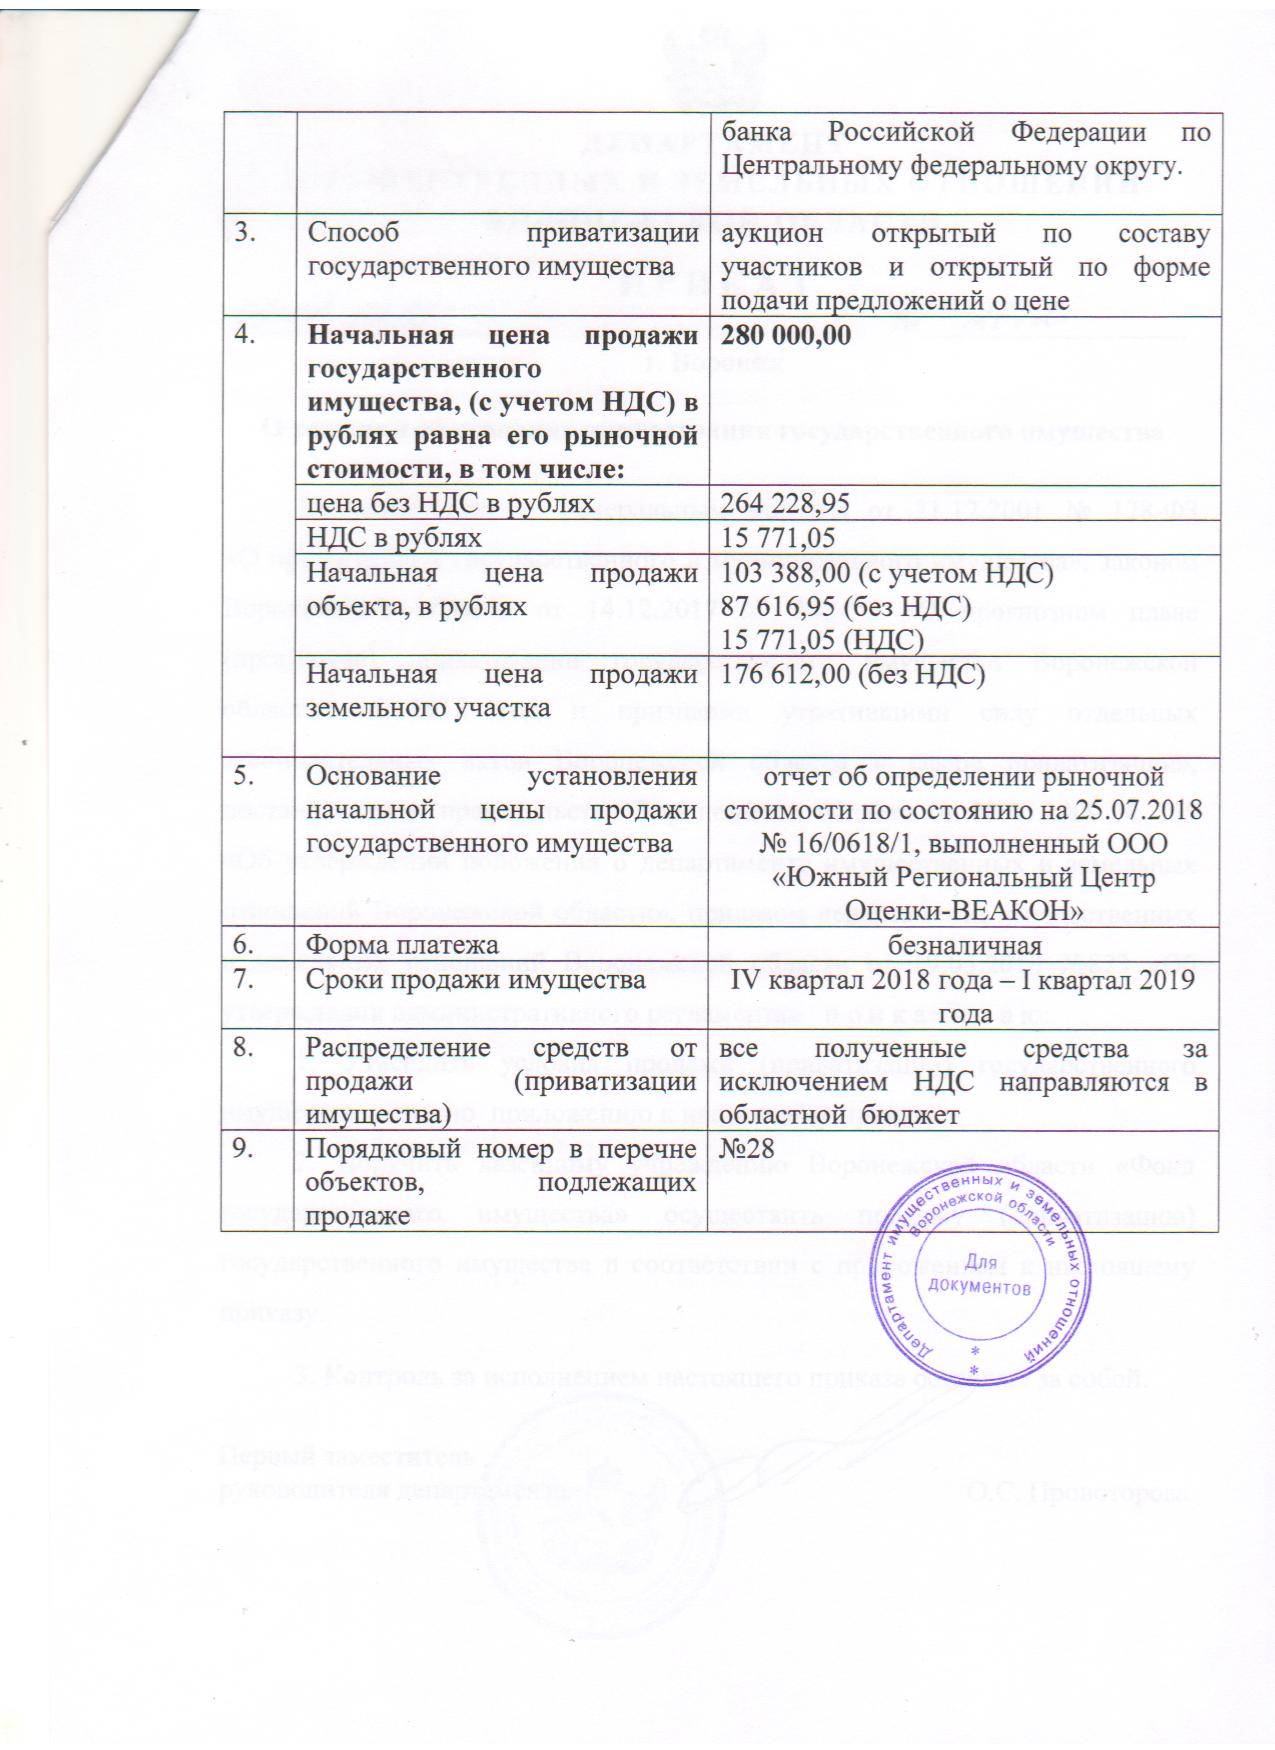 банка Российской Федерации по
Центральному федеральному округу.
3. Способ приватизации
государственного имущества
аукцион открытый по составу
участников и открытый по форме
подачи предложений о цене
4. Начальная цена продажи
государственного
имущества, (с учетом НДС) в
рублях равна его рыночной
стоимости, в том числе:
280 000,00
цена без НДС в рублях 264 228,95
НДС в рублях 15 771,05
Начальная цена продажи
объекта, в рублях
103 388,00 (с учетом НДС)
87 616,95 (без НДС)
15 771,05 (НДС)
Начальная цена продажи
земельного участка
176 612,00 (без НДС)
5. Основание установления
начальной цены продажи
государственного имущества
отчет об определении рыночной
стоимости по состоянию на 25.07.2018
№ 16/0618/1, выполненный ООО
«Южный Региональный Центр
Оценки-ВЕАКОН»
6. Форма платежа безналичная
7. Сроки продажи имущества
IV квартал 2018 года – I квартал 2019
года
8. Распределение средств от
продажи (приватизации
имущества)
все полученные средства за
исключением НДС направляются в
областной бюджет
9. Порядковый номер в перечне
объектов, подлежащих
продаже
№28
Департамент имущественных и земельных отношений
Воронежской области
Для
документов